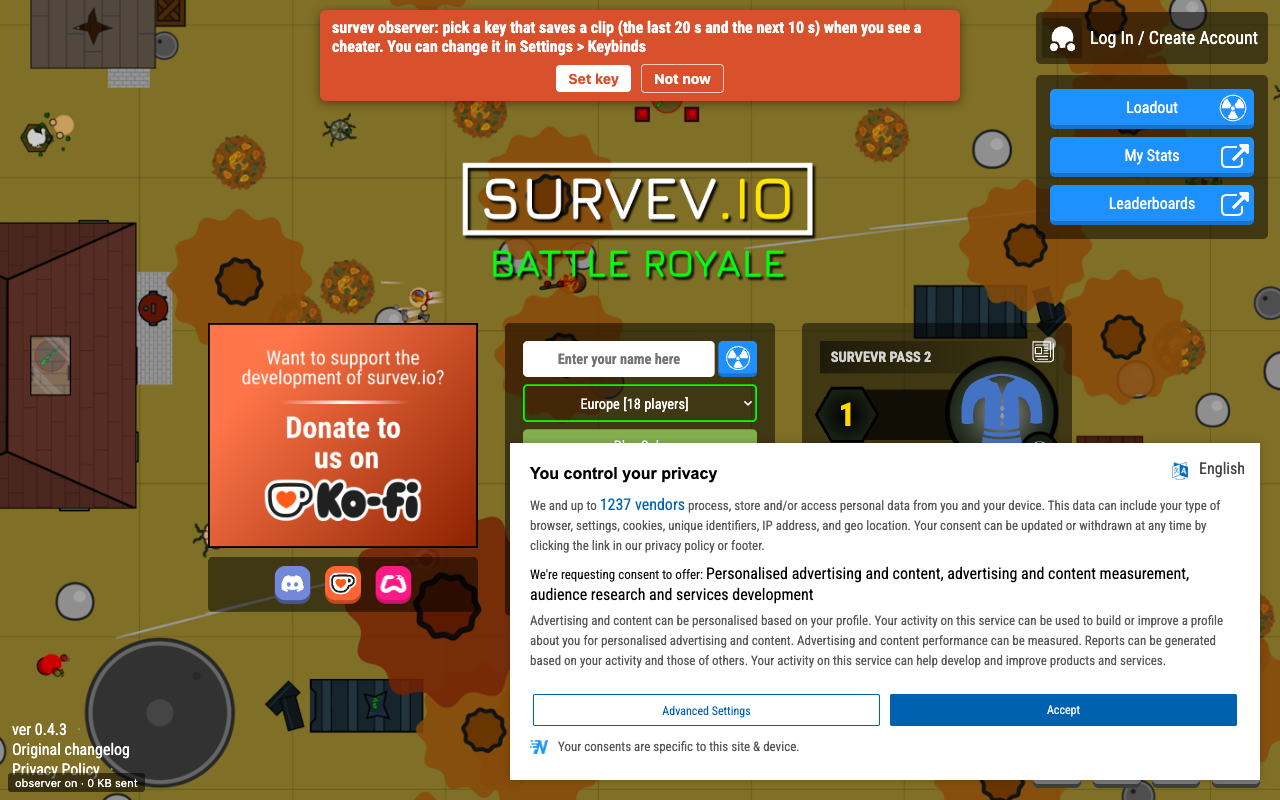 survev observer: pick a key that saves a clip (the last 20 s and the next 10 s) when you see a
cheater. You can change it in Settings > Keybinds
Set key
Not now
Log In / Create Account
Loadout
My Stats
Leaderboards
SURVEV.IO
BATTLE ROYALE
Want to support the
development of survev.io?
Donate to
us on
Ko-fi
Enter your name here
Europe [18 players]
SURVEVR PASS 2
1
You control your privacy
English
We and up to 1237 vendors process, store and/or access personal data from you and your device. This data can include your type of
browser, settings, cookies, unique identifiers, IP address, and geo location. Your consent can be updated or withdrawn at any time by
clicking the link in our privacy policy or footer.
We're requesting consent to offer: Personalised advertising and content, advertising and content measurement,
audience research and services development
Advertising and content can be personalised based on your profile. Your activity on this service can be used to build or improve a profile
about you for personalised advertising and content. Advertising and content performance can be measured. Reports can be generated
based on your activity and those of others. Your activity on this service can help develop and improve products and services.
Advanced Settings
Accept
Your consents are specific to this site & device.
ver 0.4.3
Original changelog
Privacy Policy
observer on · 0 KB sent